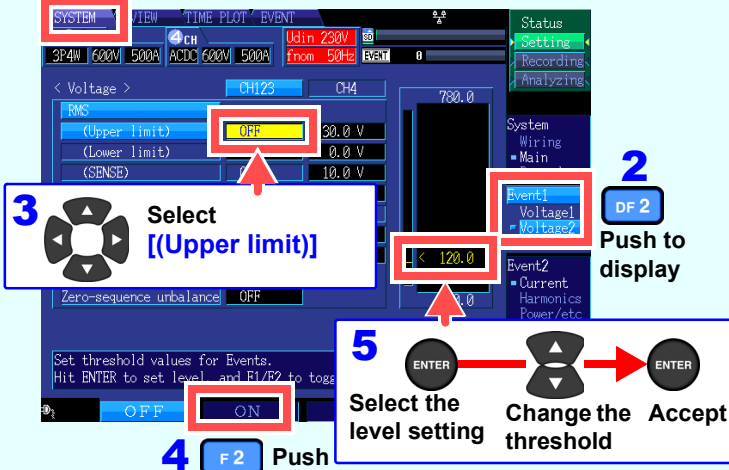 SYSTEM VIEW TIME PLOT EVENT
4CH Udin 230V SD
3P4W 600V 500A ACDC 600V 500A fnom 50Hz EVENT 0
Status
Setting
Recording
Analyzing
< Voltage > CH123 CH4
RMS
(Upper limit) OFF 30.0 V
(Lower limit) 0.0 V
(SENSE) 10.0 V
Zero-sequence unbalance OFF
780.0
< 120.0
System
Wiring
Main
Event1
Voltage1
Voltage2
Event2
Current
Harmonics
Power/etc
2
DF 2
Push to
display
3
Select
[(Upper limit)]
Set threshold values for Events.
Hit ENTER to set level, and F1/F2 to
OFF ON
4 F 2 Push
5
ENTER ENTER
Select the
level setting
Change the
threshold
Accept